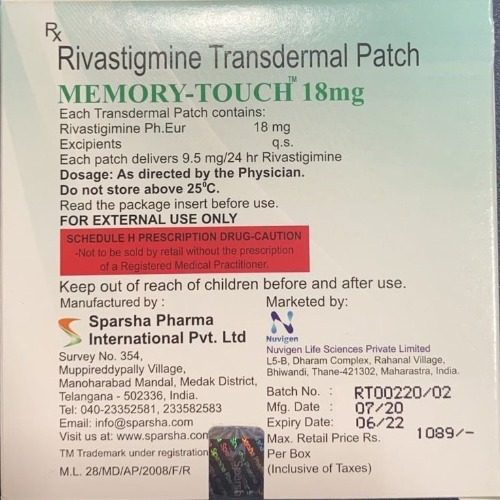 Rx
Rivastigmine Transdermal Patch
MEMORY-TOUCH™ 18mg
Each Transdermal Patch contains:
Rivastigimine Ph.Eur 18 mg
Excipients q.s.
Each patch delivers 9.5 mg/24 hr Rivastigimine
Dosage: As directed by the Physician.
Do not store above 25°C.
Read the package insert before use.
FOR EXTERNAL USE ONLY
SCHEDULE H PRESCRIPTION DRUG-CAUTION
-Not to be sold by retail without the prescription
of a Registered Medical Practitioner.
Keep out of reach of children before and after use.
Manufactured by :
Sparsha Pharma
International Pvt. Ltd
Survey No. 354,
Muppireddypally Village,
Manoharabad Mandal, Medak District,
Telangana - 502336, India.
Tel: 040-23352581, 233582583
Email: info@sparsha.com
Visit us at: www.sparsha.con
TM Trademark under registration
M.L. 28/MD/AP/2008/F/R
Marketed by:
Nuvigen
Nuvigen Life Sciences Private Limited
L5-B, Dharam Complex, Rahanal Village,
Bhiwandi, Thane-421302, Maharastra, India.
Batch No. : RT00220/02
Mfg. Date : 07/20
Expiry Date: 06/22
Max. Retail Price Rs. 1089/-
Per Box
(Inclusive of Taxes)